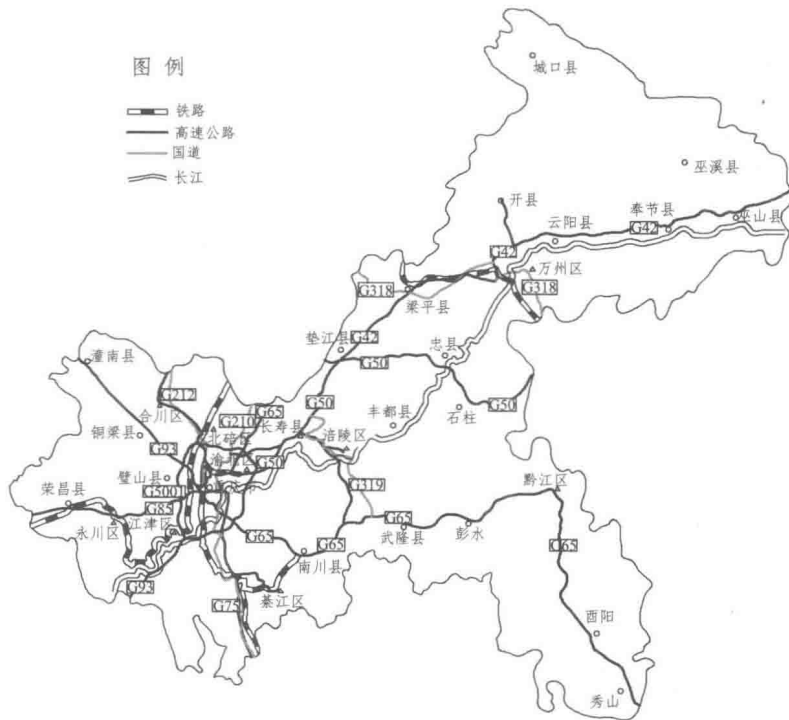 图 例
铁路
高速公路
国道
长江
城口县
巫溪县
开县
奉节县
巫山县
云阳县
G42
G42
万州区
G318
G318
梁平县
垫江县
G42
忠县
G50
潼南县
G212
G65
G50
丰都县
石柱
G50
合川区
G210
长寿县
铜梁县
北碚区
涪陵区
G93
G50
G319
璧山县
黔江区
荣昌县
G5001
G85
永川区
江津区
G65
G65
G65
武隆县
彭水
G65
南川县
G93
G75
綦江区
酉阳
秀山